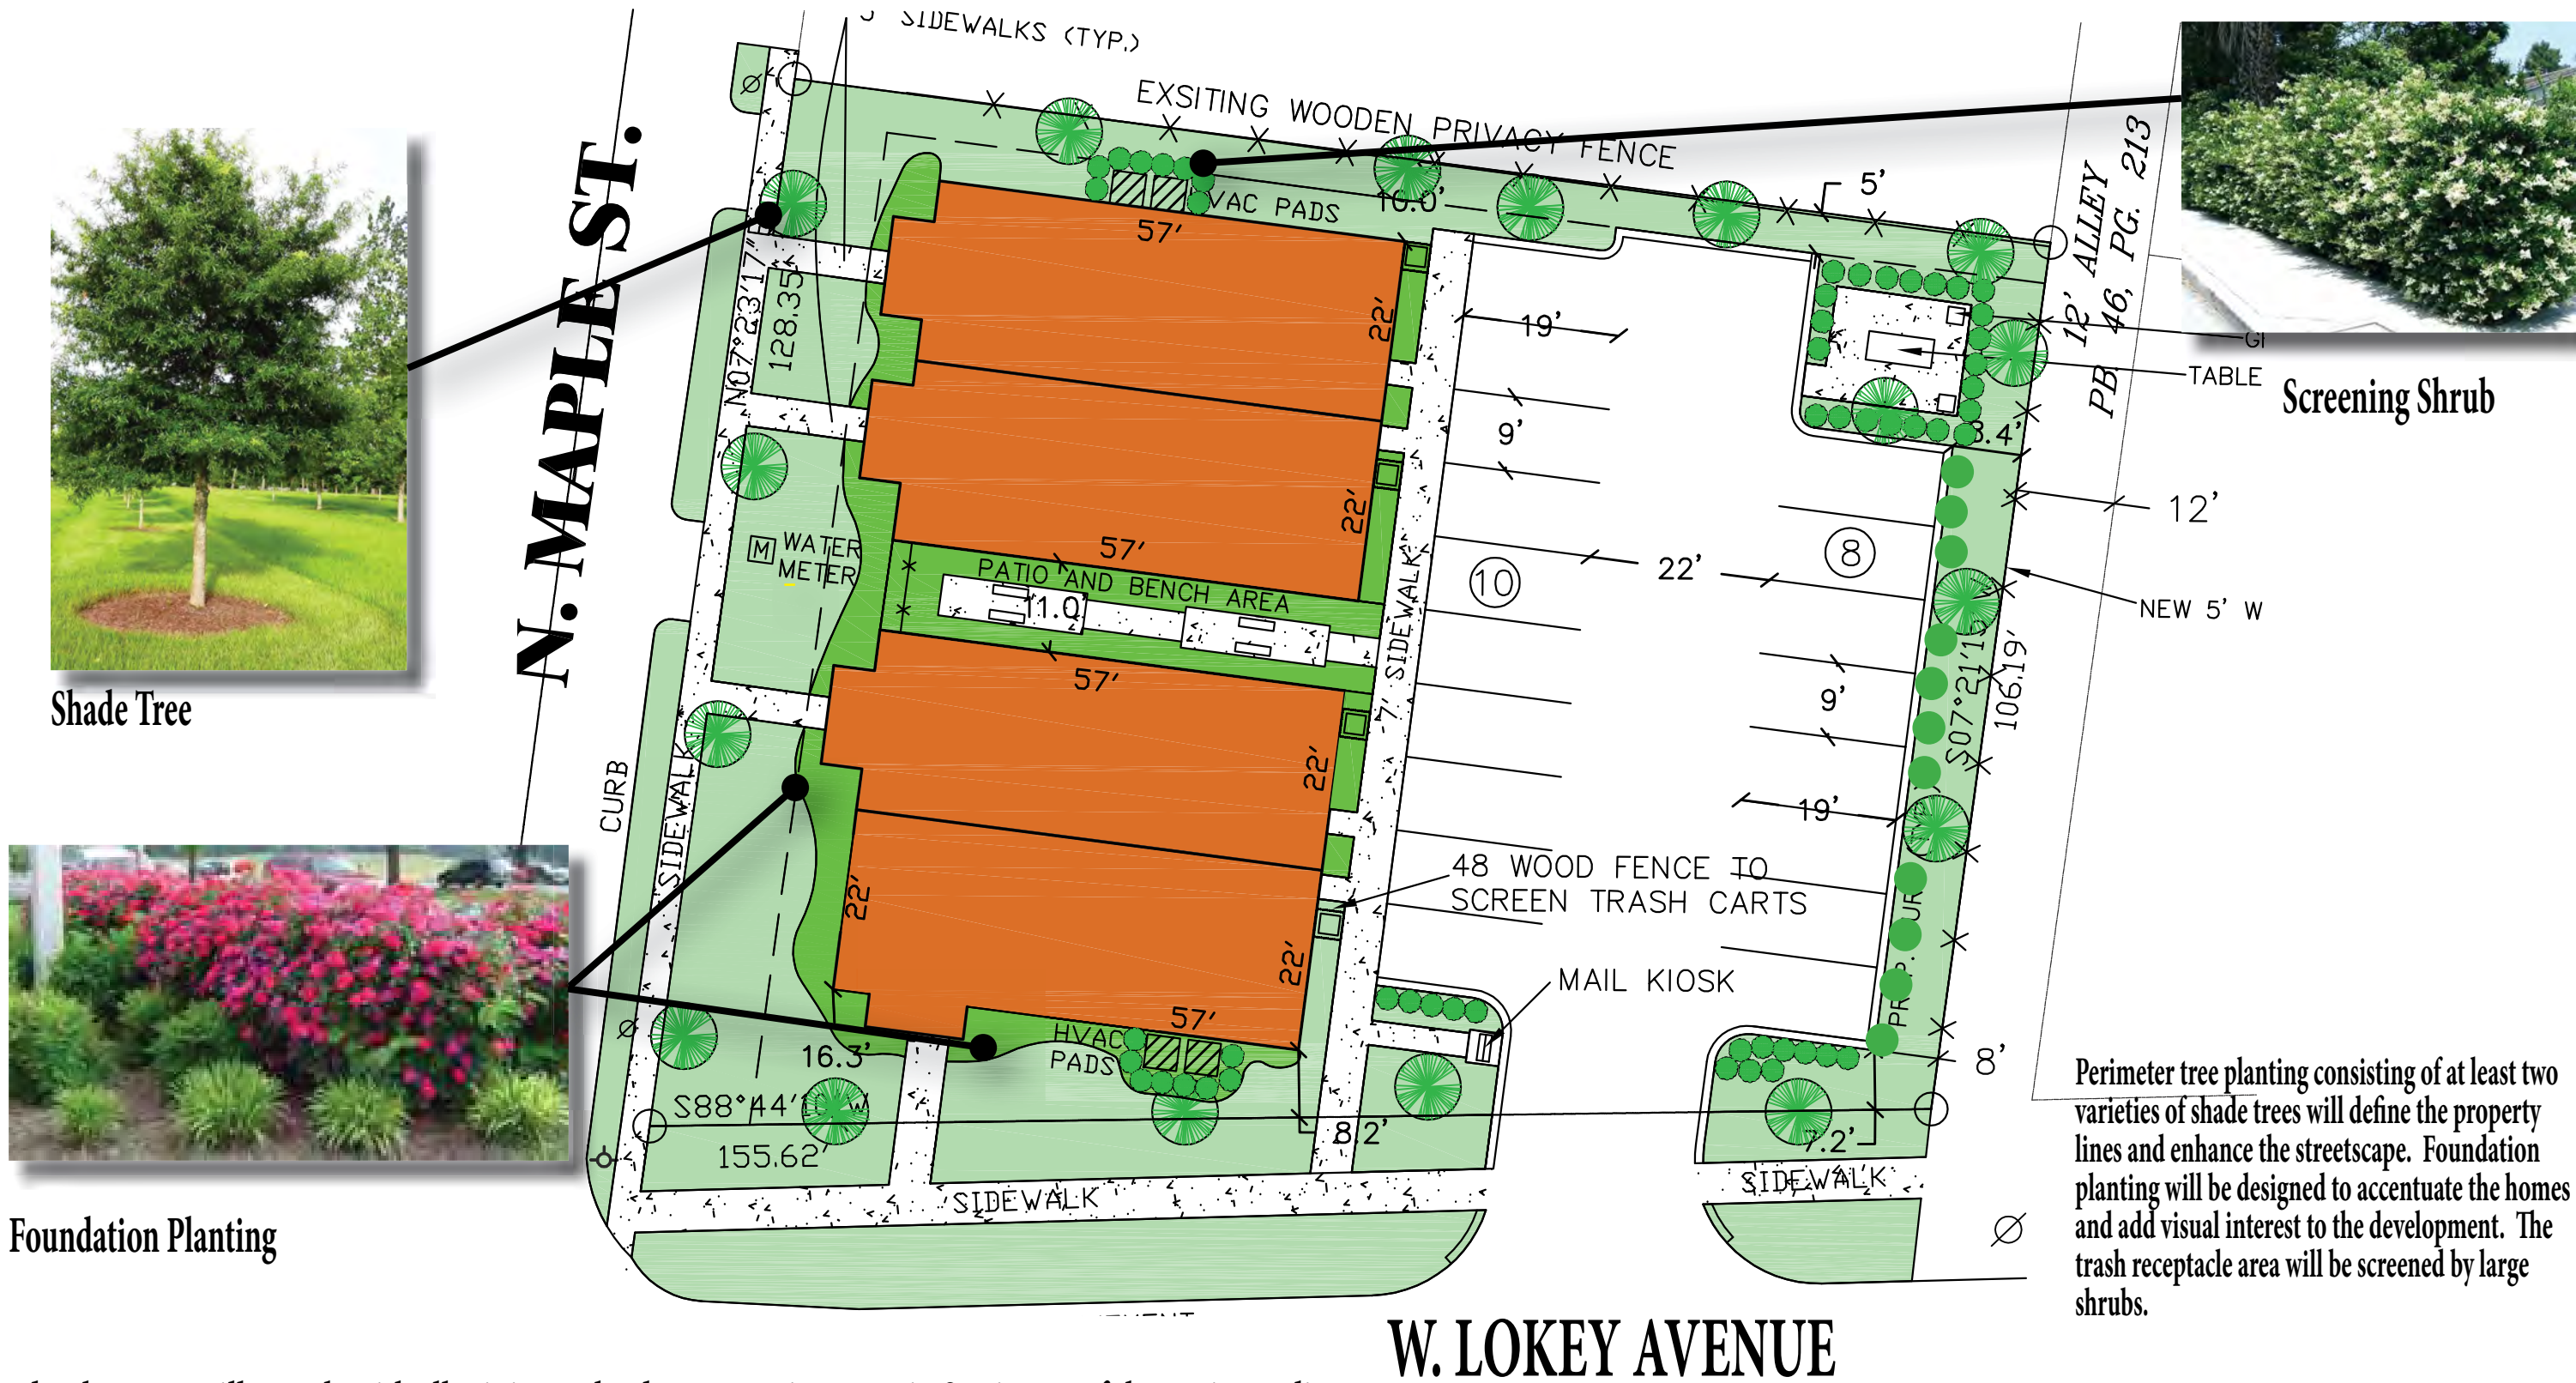 SIDEWALKS (TYP.)
EXSITING WOODEN PRIVACY FENCE
5'
12' ALLEY
PB. 46, PG. 213
N. MAPLE ST.
VAC PADS
10.0'
57'
22'
19'
TABLE
Screening Shrub
N07°23'17"
128.35'
9'
8.4'
12'
22'
WATER
METER
M
57'
PATIO AND BENCH AREA
11.0'
57'
10
22'
8
NEW 5' W
S07°21'13"
106.19'
Shade Tree
7' SIDEWALK
CURB
SIDEWALK
22'
9'
19'
48 WOOD FENCE TO
SCREEN TRASH CARTS
22'
22'
MAIL KIOSK
57'
HVAC
PADS
16.3'
8'
S88°44'
155.62'
8.2'
7.2'
SIDEWALK
SIDEWALK
Foundation Planting
Perimeter tree planting consisting of at least two
varieties of shade trees will define the property
lines and enhance the streetscape. Foundation
planting will be designed to accentuate the homes
and add visual interest to the development. The
trash receptacle area will be screened by large
shrubs.
W. LOKEY AVENUE